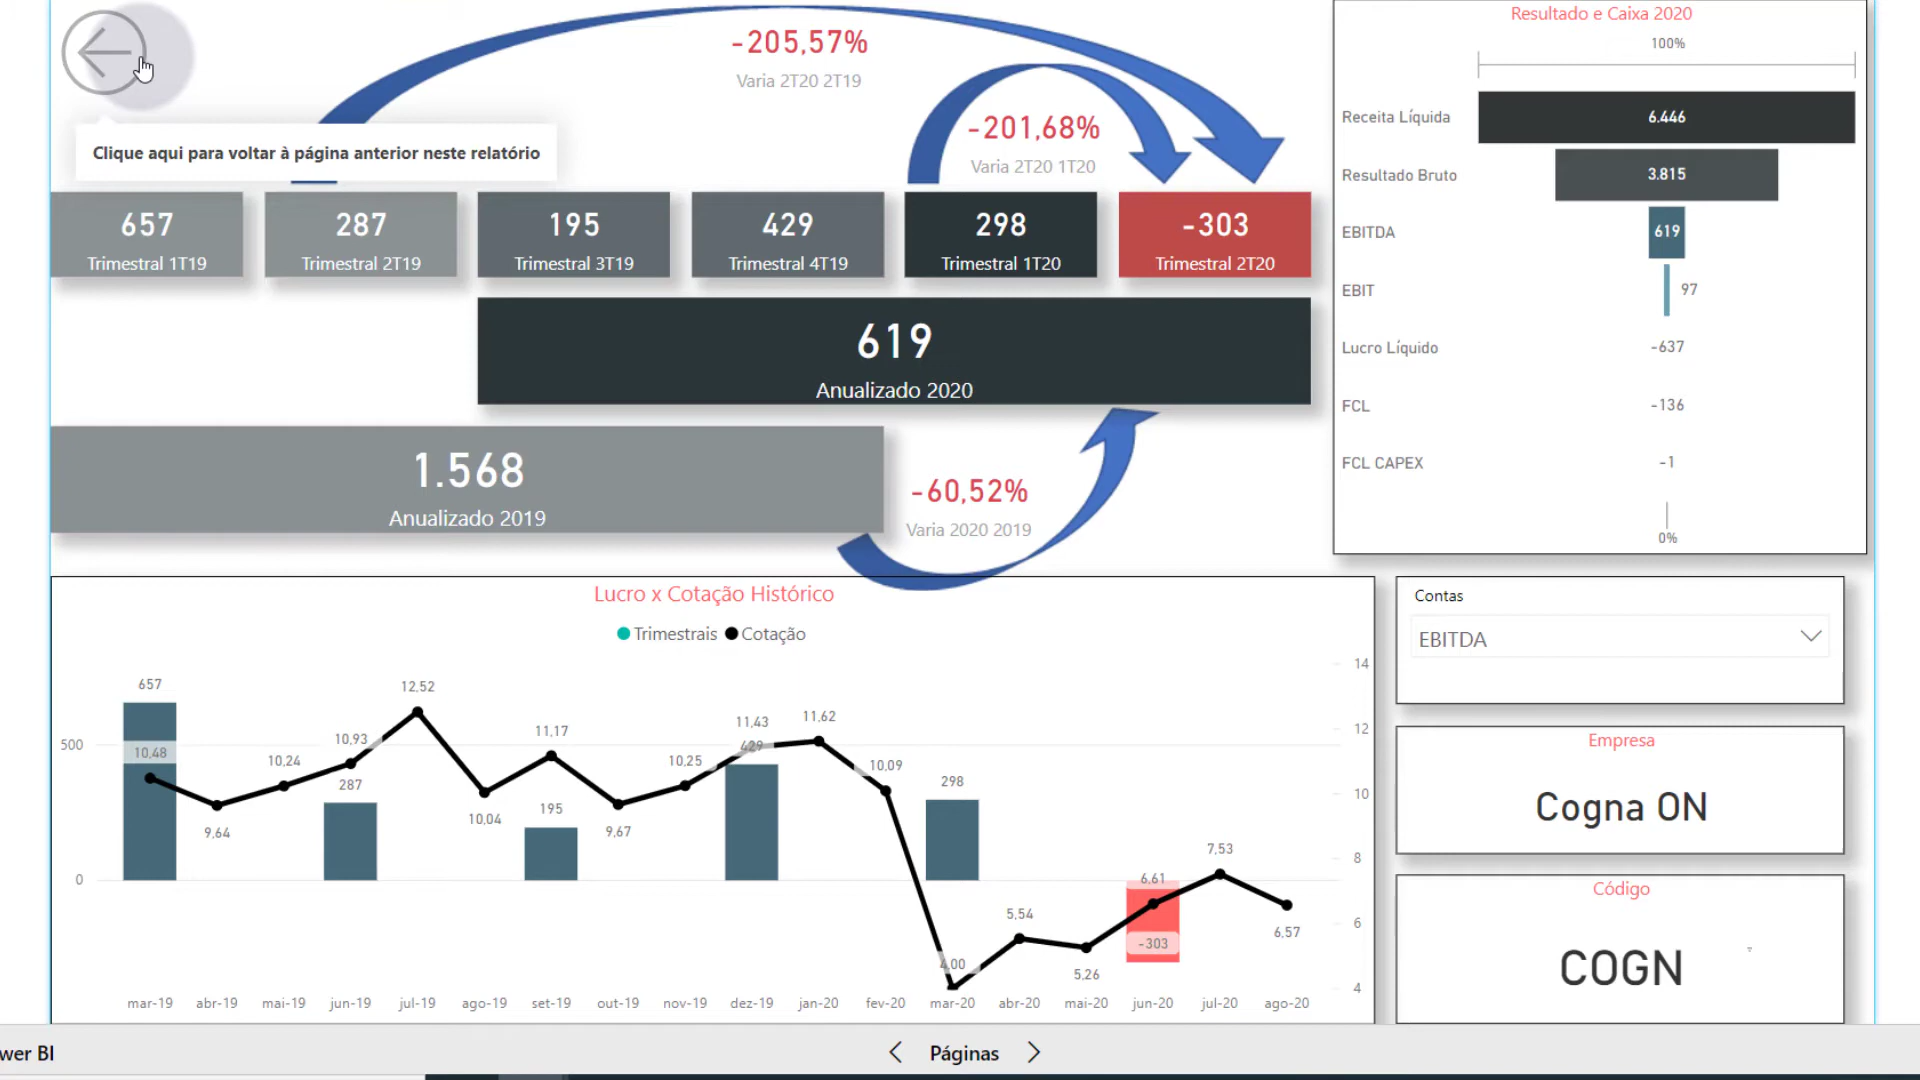 -205,57%
Varia 2T20 2T19
-201,68%
Varia 2T20 1T20
Clique aqui para voltar à página anterior neste relatório
657
Trimestral 1T19
287
Trimestral 2T19
195
Trimestral 3T19
429
Trimestral 4T19
298
Trimestral 1T20
-303
Trimestral 2T20
619
Anualizado 2020
1.568
Anualizado 2019
-60,52%
Varia 2020 2019
Resultado e Caixa 2020
100%
Receita Líquida
6.446
Resultado Bruto
3.815
EBITDA
619
EBIT
97
Lucro Líquido
-637
FCL
-136
FCL CAPEX
-1
0%
Lucro x Cotação Histórico
Trimestrais
Cotação
500
0
14
12
10
8
6
4
657
10,48
9,64
10,24
10,93
287
12,52
10,04
11,17
195
9,67
10,25
11,43
429
11,62
10,09
298
4,00
5,54
5,26
6,61
-303
7,53
6,57
mar-19
abr-19
mai-19
jun-19
jul-19
ago-19
set-19
out-19
nov-19
dez-19
jan-20
fev-20
mar-20
abr-20
mai-20
jun-20
jul-20
ago-20
Contas
EBITDA
Empresa
Cogna ON
Código
COGN
wer BI
Páginas